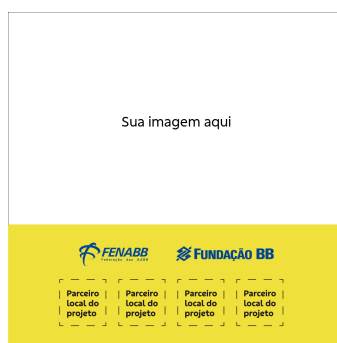 Sua imagem aqui
FENABB
Federação das AABB
FUNDAÇÃO BB
Parceiro local do projeto
Parceiro local do projeto
Parceiro local do projeto
Parceiro local do projeto